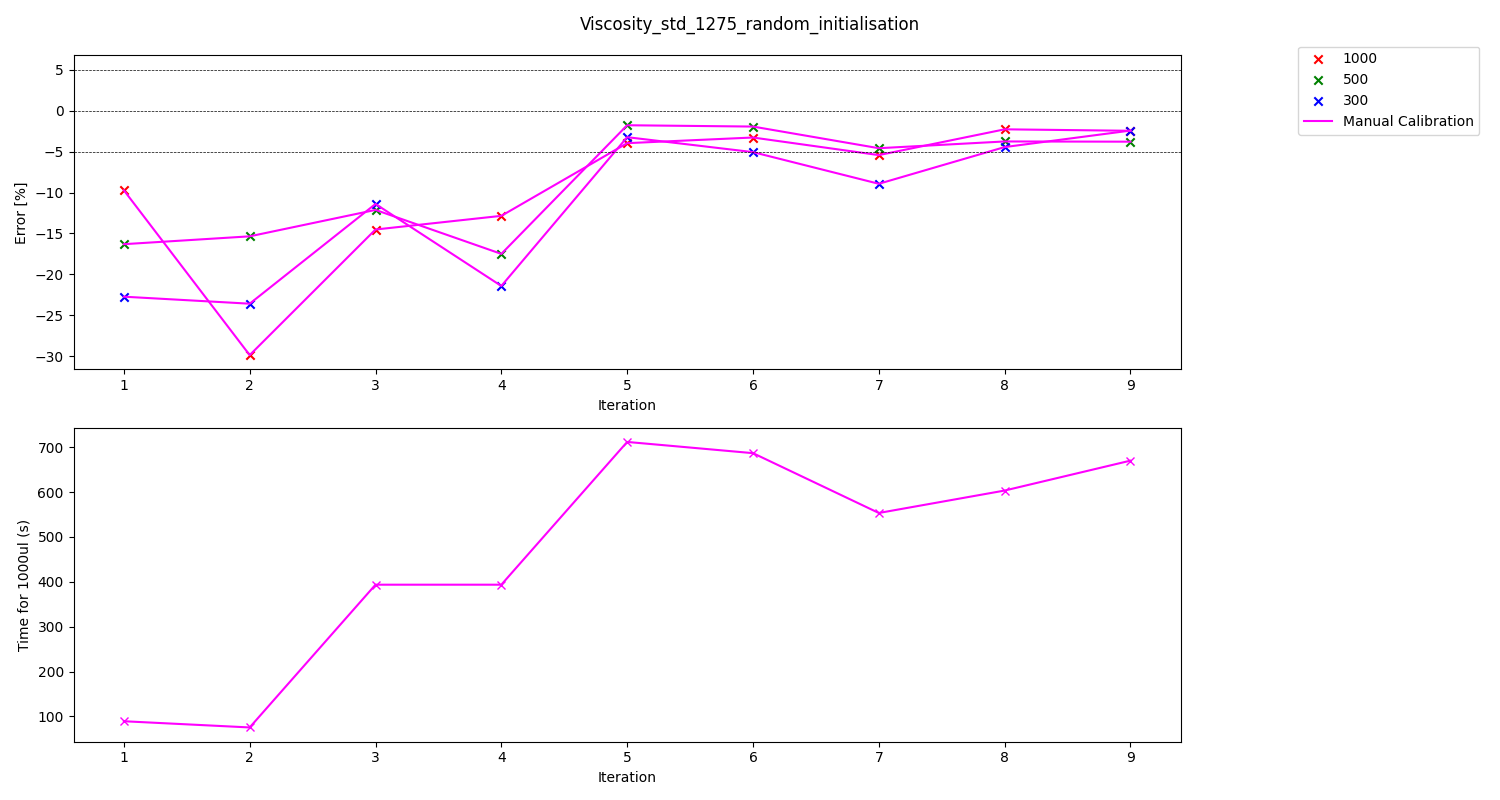 Viscosity_std_1275_random_initialisation
1000
500
300
Manual Calibration
Error [%]
5
0
−5
−10
−15
−20
−25
−30
1 2 3 4 5 6 7 8 9
Iteration
Time for 1000ul (s)
700
600
500
400
300
200
100
1 2 3 4 5 6 7 8 9
Iteration